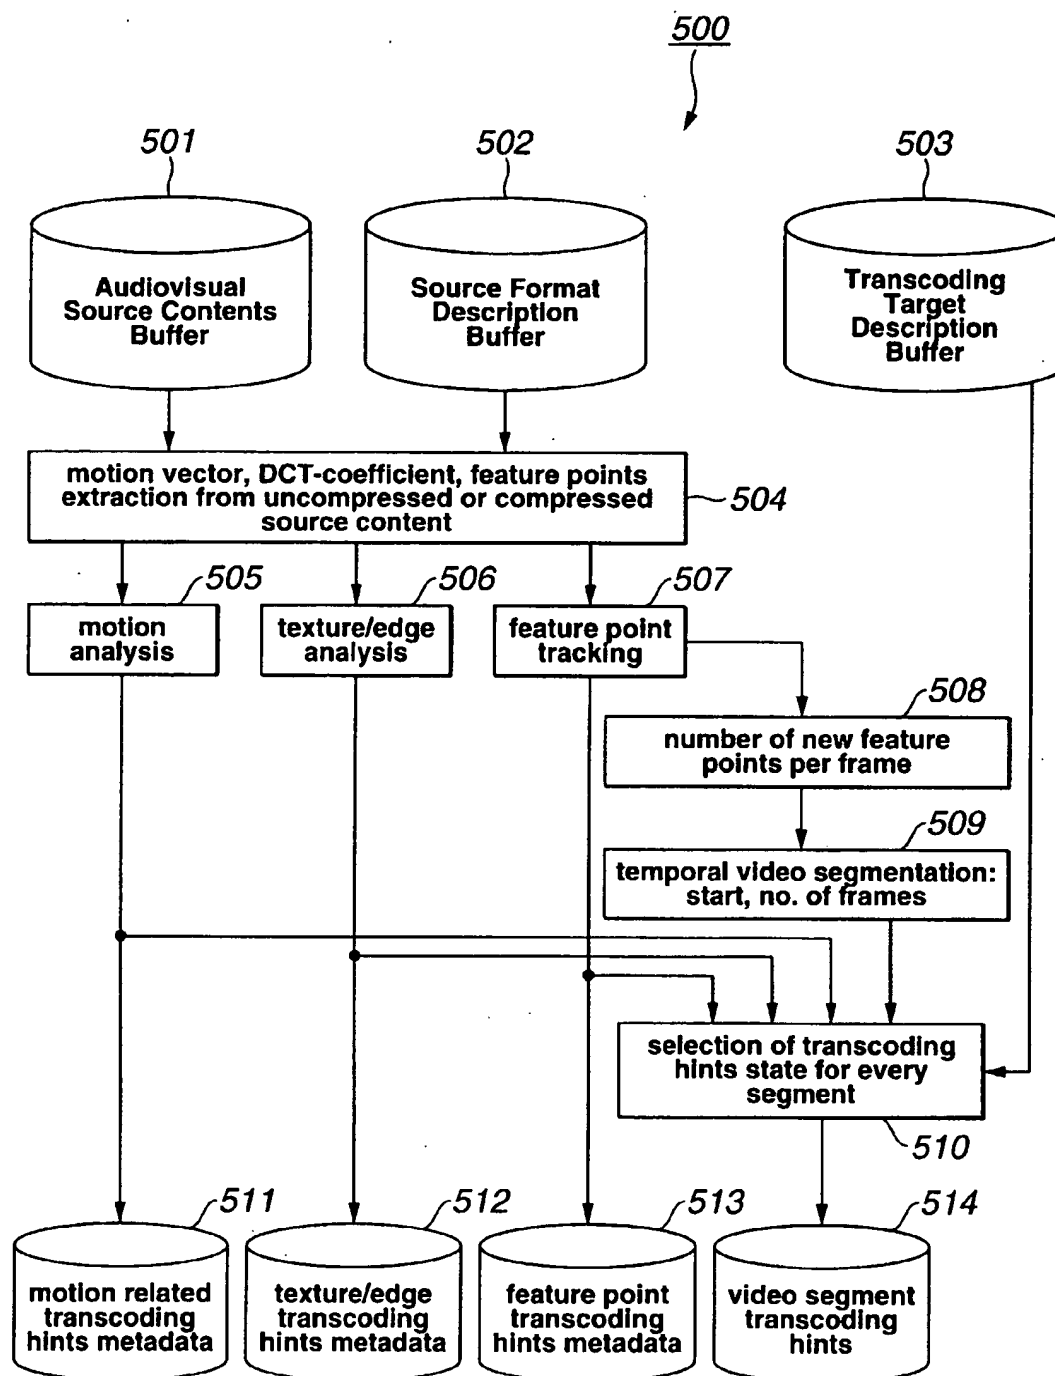 500
501
502
503
Audiovisual
Source Contents
Buffer
Source Format
Description
Buffer
Transcoding
Target
Description
Buffer
motion vector, DCT-coefficient, feature points
extraction from uncompressed or compressed
source content
504
505
506
507
motion
analysis
texture/edge
analysis
feature point
tracking
508
number of new feature
points per frame
509
temporal video segmentation:
start, no. of frames
selection of transcoding
hints state for every
segment
510
511
512
513
514
motion related
transcoding
hints metadata
texture/edge
transcoding
hints metadata
feature point
transcoding
hints metadata
video segment
transcoding
hints